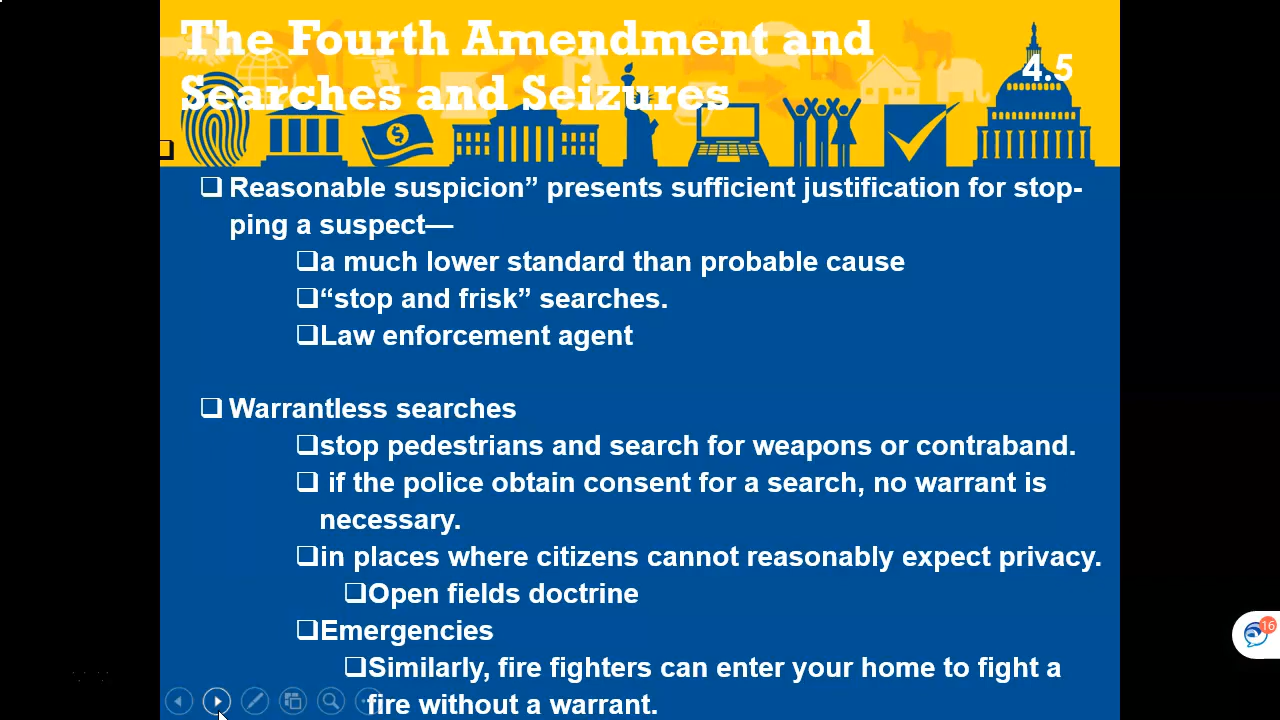 The Fourth Amendment and
Searches and Seizures
4.5
❑
❑ Reasonable suspicion” presents sufficient justification for stop-
ping a suspect—
❑a much lower standard than probable cause
❑“stop and frisk” searches.
❑Law enforcement agent
❑ Warrantless searches
❑stop pedestrians and search for weapons or contraband.
❑ if the police obtain consent for a search, no warrant is
necessary.
❑in places where citizens cannot reasonably expect privacy.
❑Open fields doctrine
❑Emergencies
❑Similarly, fire fighters can enter your home to fight a
fire without a warrant.
16